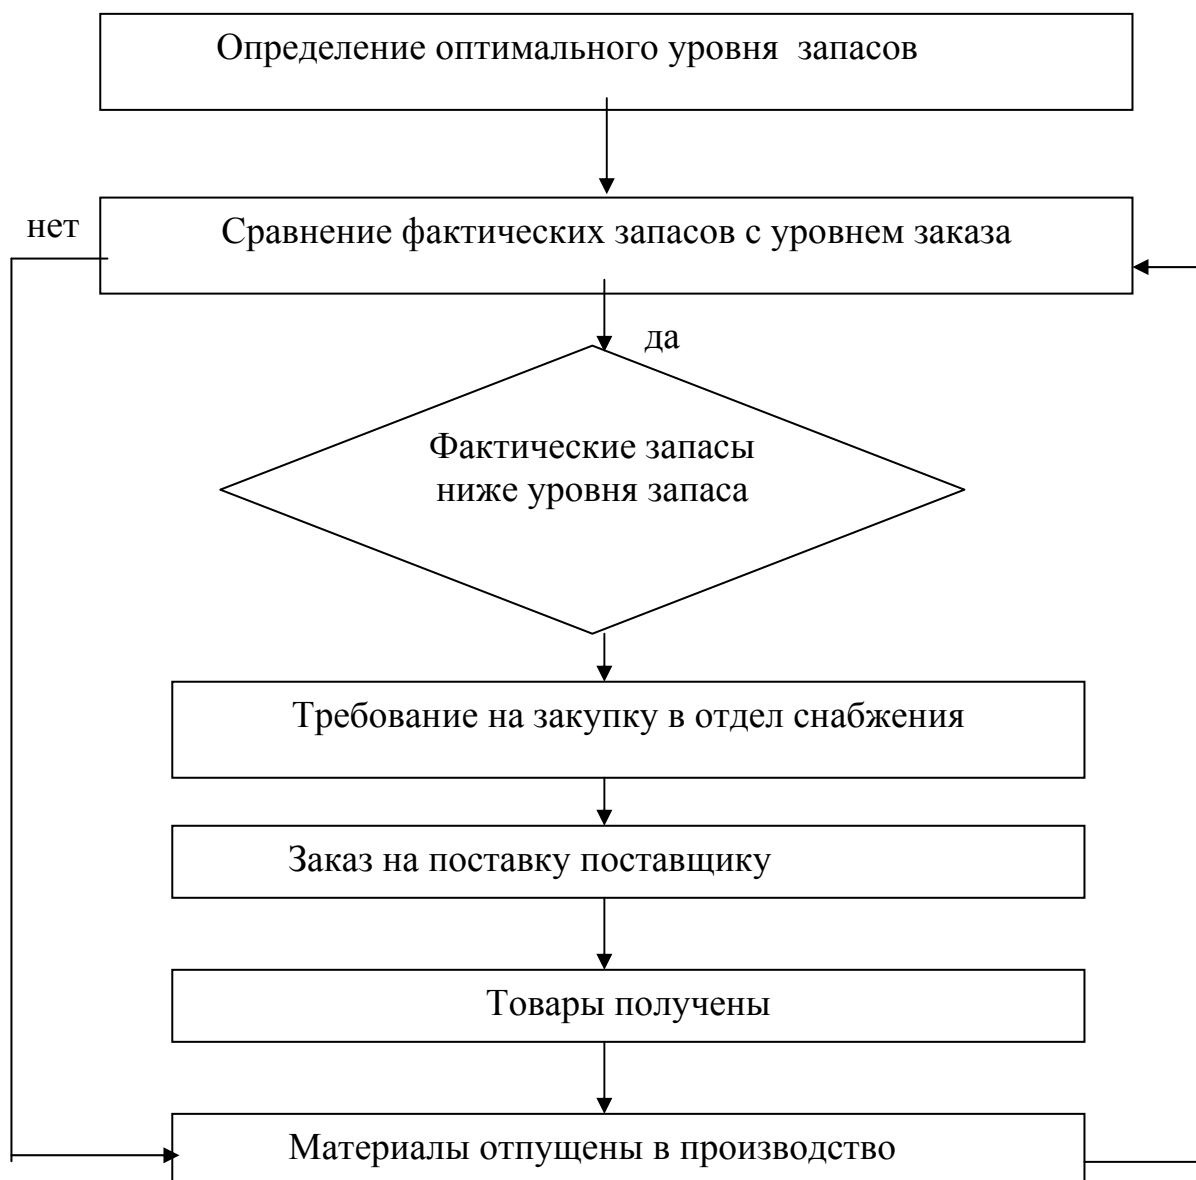 Определение оптимального уровня запасов
нет
Сравнение фактических запасов с уровнем заказа
да
Фактические запасы
ниже уровня запаса
Требование на закупку в отдел снабжения
Заказ на поставку поставщику
Товары получены
Материалы отпущены в производство